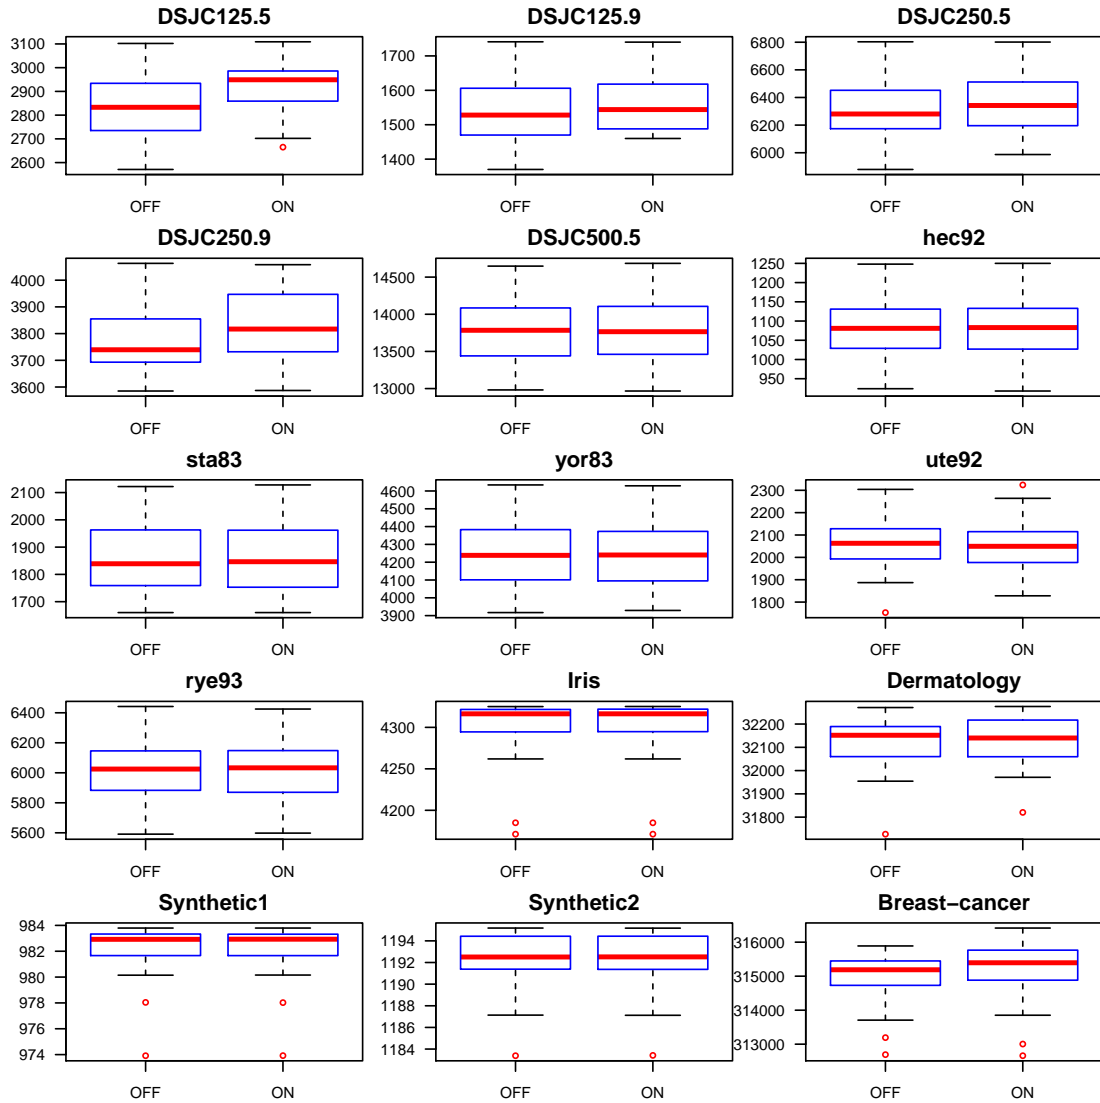 DSJC125.5 DSJC125.9 DSJC250.5
3100 1700 6800
3000 6600
2900 1600 6400
2800 1500 6200
2700 6000
2600 1400
OFF ON OFF ON OFF ON
DSJC250.9 DSJC500.5 hec92
4000 14500 1250
3900 14000 1200
3800 13500 1150
3700 13000 1100
3600 1050
1000
950
OFF ON OFF ON OFF ON
sta83 yor83 ute92
2100 4600 2300
2000 4500 2200
1900 4400 2100
1800 4300 2000
1700 4200 1900
4100 1800
4000
3900
OFF ON OFF ON OFF ON
rye93 Iris Dermatology
6400 4300 32200
6200 4250 32100
6000 4200 32000
5800 31900
5600 31800
OFF ON OFF ON OFF ON
Synthetic1 Synthetic2 Breast−cancer
984 1194 316000
982 1192 315000
980 1190 314000
978 1188 313000
976 1186
974 1184
OFF ON OFF ON OFF ON